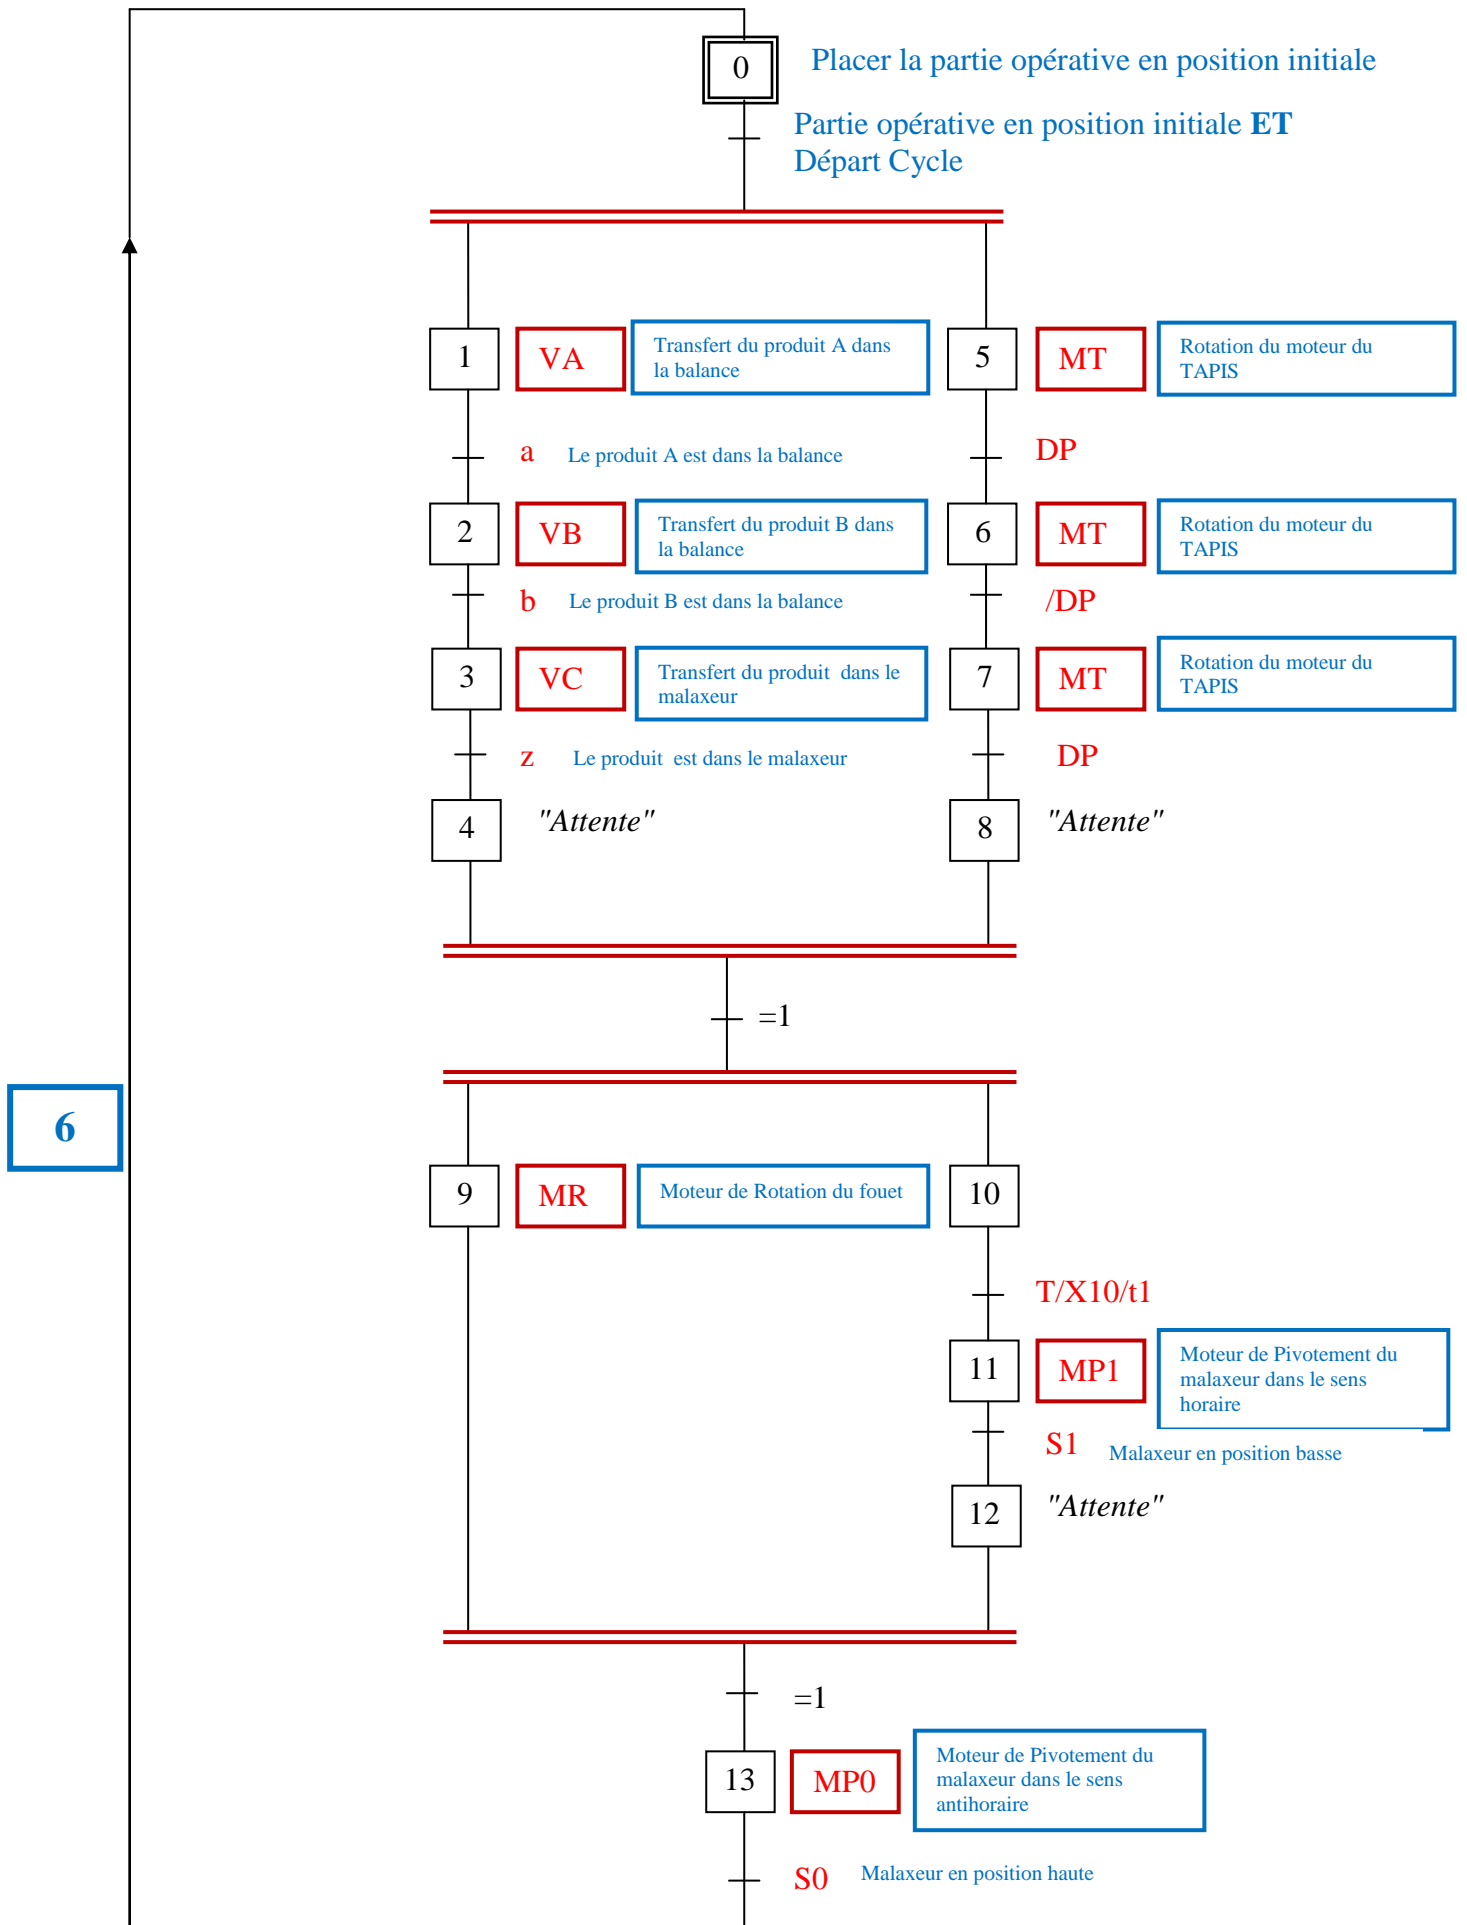 0
Placer la partie opérative en position initiale
Partie opérative en position initiale ET
Départ Cycle
1
VA
Transfert du produit A dans
la balance
5
MT
Rotation du moteur du
TAPIS
a
Le produit A est dans la balance
DP
2
VB
Transfert du produit B dans
la balance
6
MT
Rotation du moteur du
TAPIS
b
Le produit B est dans la balance
/DP
3
VC
Transfert du produit dans le
malaxeur
7
MT
Rotation du moteur du
TAPIS
z
Le produit est dans le malaxeur
DP
4
"Attente"
8
"Attente"
=1
6
9
MR
Moteur de Rotation du fouet
10
T/X10/t1
11
MP1
Moteur de Pivotement du
malaxeur dans le sens
horaire
S1
Malaxeur en position basse
12
"Attente"
=1
13
MP0
Moteur de Pivotement du
malaxeur dans le sens
antihoraire
S0
Malaxeur en position haute